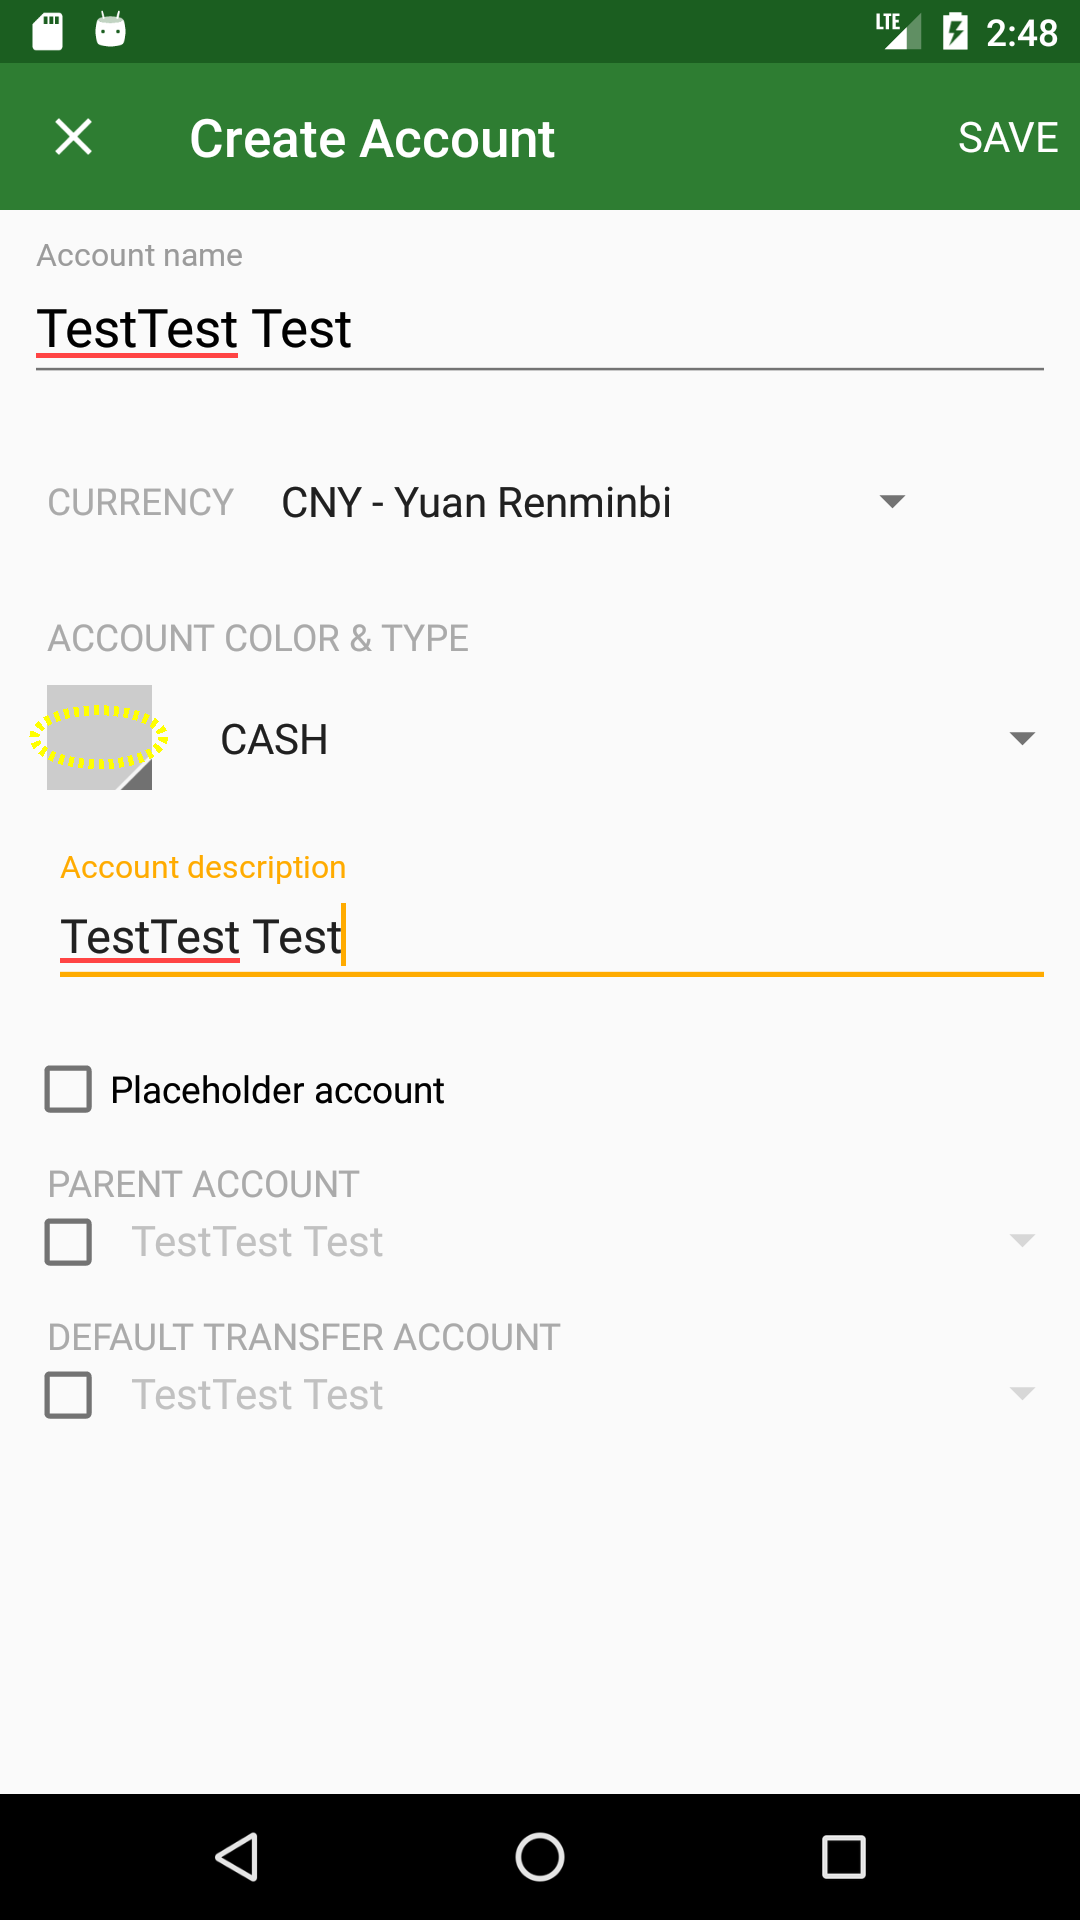 LTE 2:48
Create Account SAVE
Account name
TestTest Test
CURRENCY CNY - Yuan Renminbi
ACCOUNT COLOR & TYPE
CASH
Account description
TestTest Test
Placeholder account
PARENT ACCOUNT
TestTest Test
DEFAULT TRANSFER ACCOUNT
TestTest Test